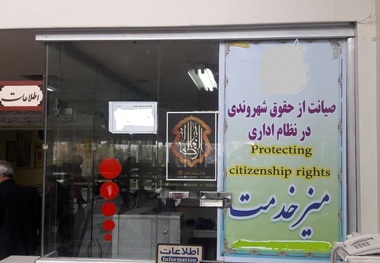 اطلاعات
صیانت از حقوق شهروندی
در نظام اداری
Protecting
citizenship rights
میز خدمت
اطلاعات
Information